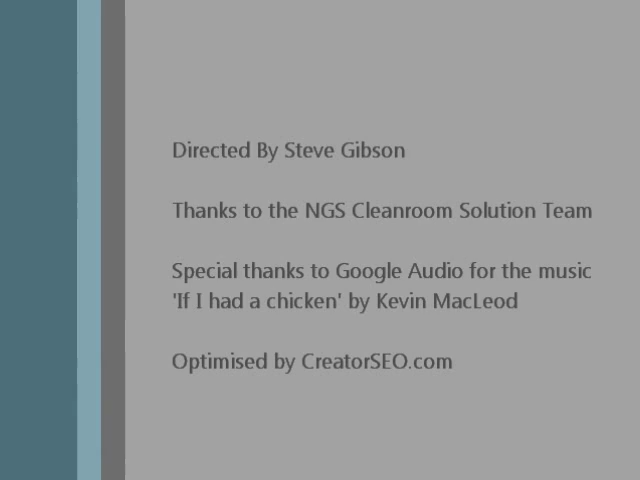 Directed By Steve Gibson
Thanks to the NGS Cleanroom Solution Team
Special thanks to Google Audio for the music
'If I had a chicken' by Kevin MacLeod
Optimised by CreatorSEO.com